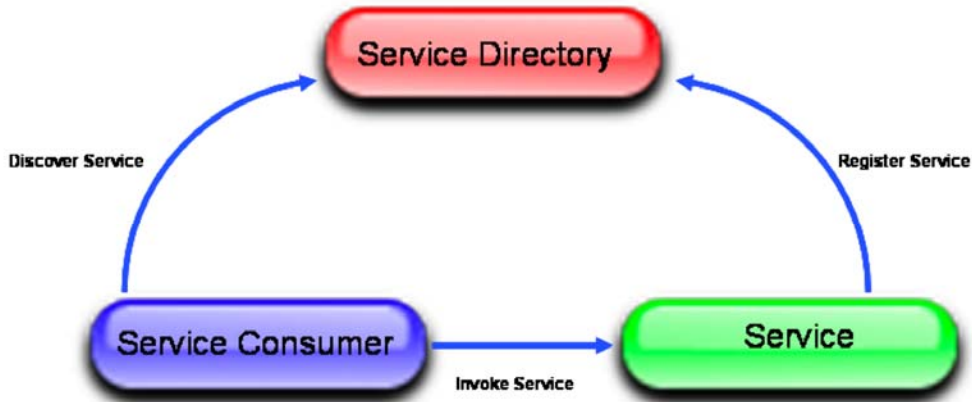 Service Directory
Discover Service
Register Service
Service Consumer
Service
Invoke Service